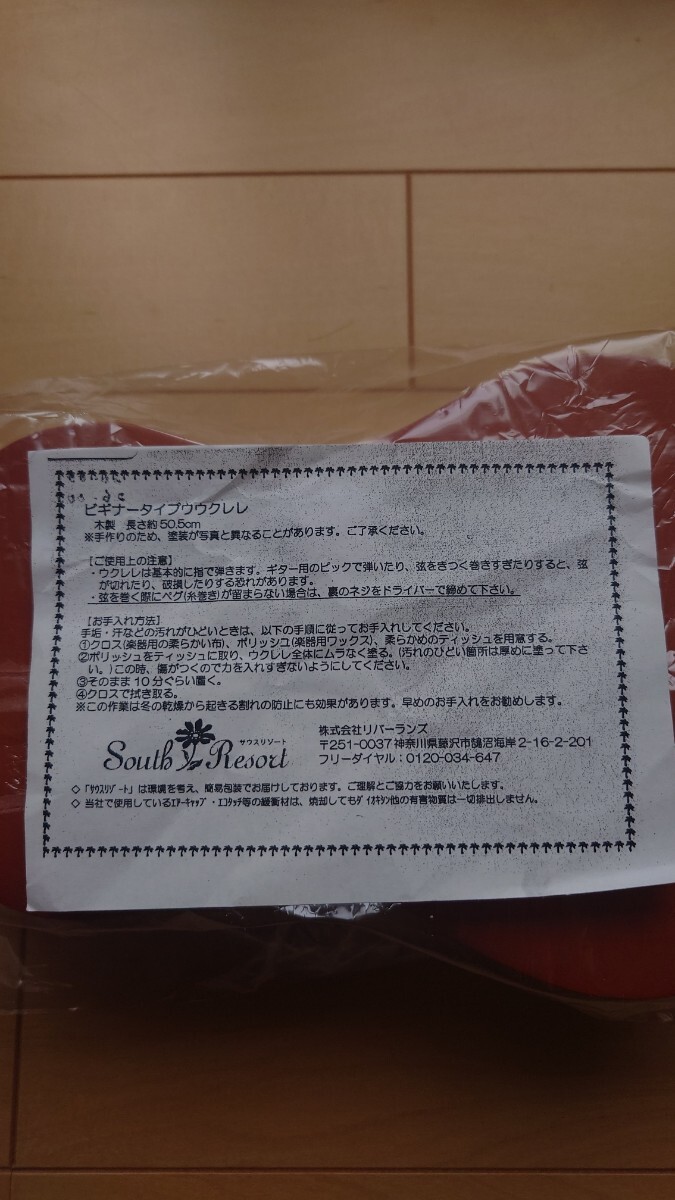 ビギナータイプウクレレ
木製 長さ約50.5cm
※手作りのため、塗装が写真と異なることがあります。ご了承ください。
【ご使用上の注意】
・ウクレレは基本的に指で弾きます。ギター用のピックで弾いたり、弦をきつく巻きすぎたりすると、弦
が切れたり、破損したりする恐れがあります。
・弦を巻く際にペグ(糸巻き)が留まらない場合は、裏のネジをドライバーで締めて下さい。
【お手入れ方法】
手垢・汗などの汚れがひどいときは、以下の手順に従ってお手入れしてください。
①クロス(楽器用の柔らかい布)、ポリッシュ(楽器用ワックス)、柔らかめのティッシュを用意する。
②ポリッシュをティッシュに取り、ウクレレ全体にムラなく塗る。(汚れのひどい箇所は厚めに塗って下さ
い。)この時、傷がつくので力を入れすぎないようにしてください。
③そのまま10分ぐらい置く。
④クロスで拭き取る。
※この作業は冬の乾燥から起きる割れの防止にも効果があります。早めのお手入れをお勧めします。
サウスリゾート
South Resort
株式会社リバーランズ
〒251-0037 神奈川県藤沢市鵠沼海岸2-16-2-201
フリーダイヤル：0120-034-647
◇「ｻｳｽﾘｿﾞｰﾄ」は環境を考え、簡易包装でお届けしております。ご理解とご協力をお願いいたします。
◇ 当社で使用しているｴｱｰｷｬｯﾌﾟ・ｴｺﾀｯﾁ等の緩衝材は、焼却してもﾀﾞｲｵｷｼﾝ他の有害物質は一切排出しません。